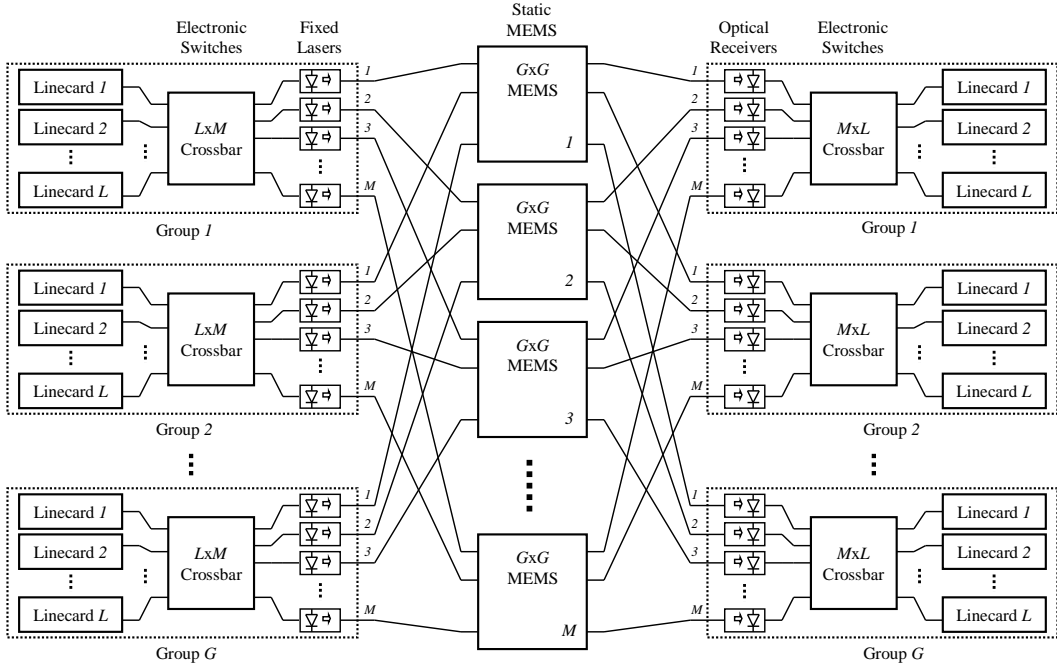 Electronic
Switches
Fixed
Lasers
Static
MEMS
Optical
Receivers
Electronic
Switches
Linecard 1
Linecard 2
Linecard L
LxM
Crossbar
1
2
3
M
Group 1
GxG
MEMS
1
1
2
3
M
MxL
Crossbar
Linecard 1
Linecard 2
Linecard L
Group 1
GxG
MEMS
2
Linecard 1
Linecard 2
Linecard L
LxM
Crossbar
1
2
3
M
Group 2
GxG
MEMS
3
1
2
3
M
MxL
Crossbar
Linecard 1
Linecard 2
Linecard L
Group 2
Linecard 1
Linecard 2
Linecard L
LxM
Crossbar
1
2
3
M
Group G
GxG
MEMS
M
1
2
3
M
MxL
Crossbar
Linecard 1
Linecard 2
Linecard L
Group G